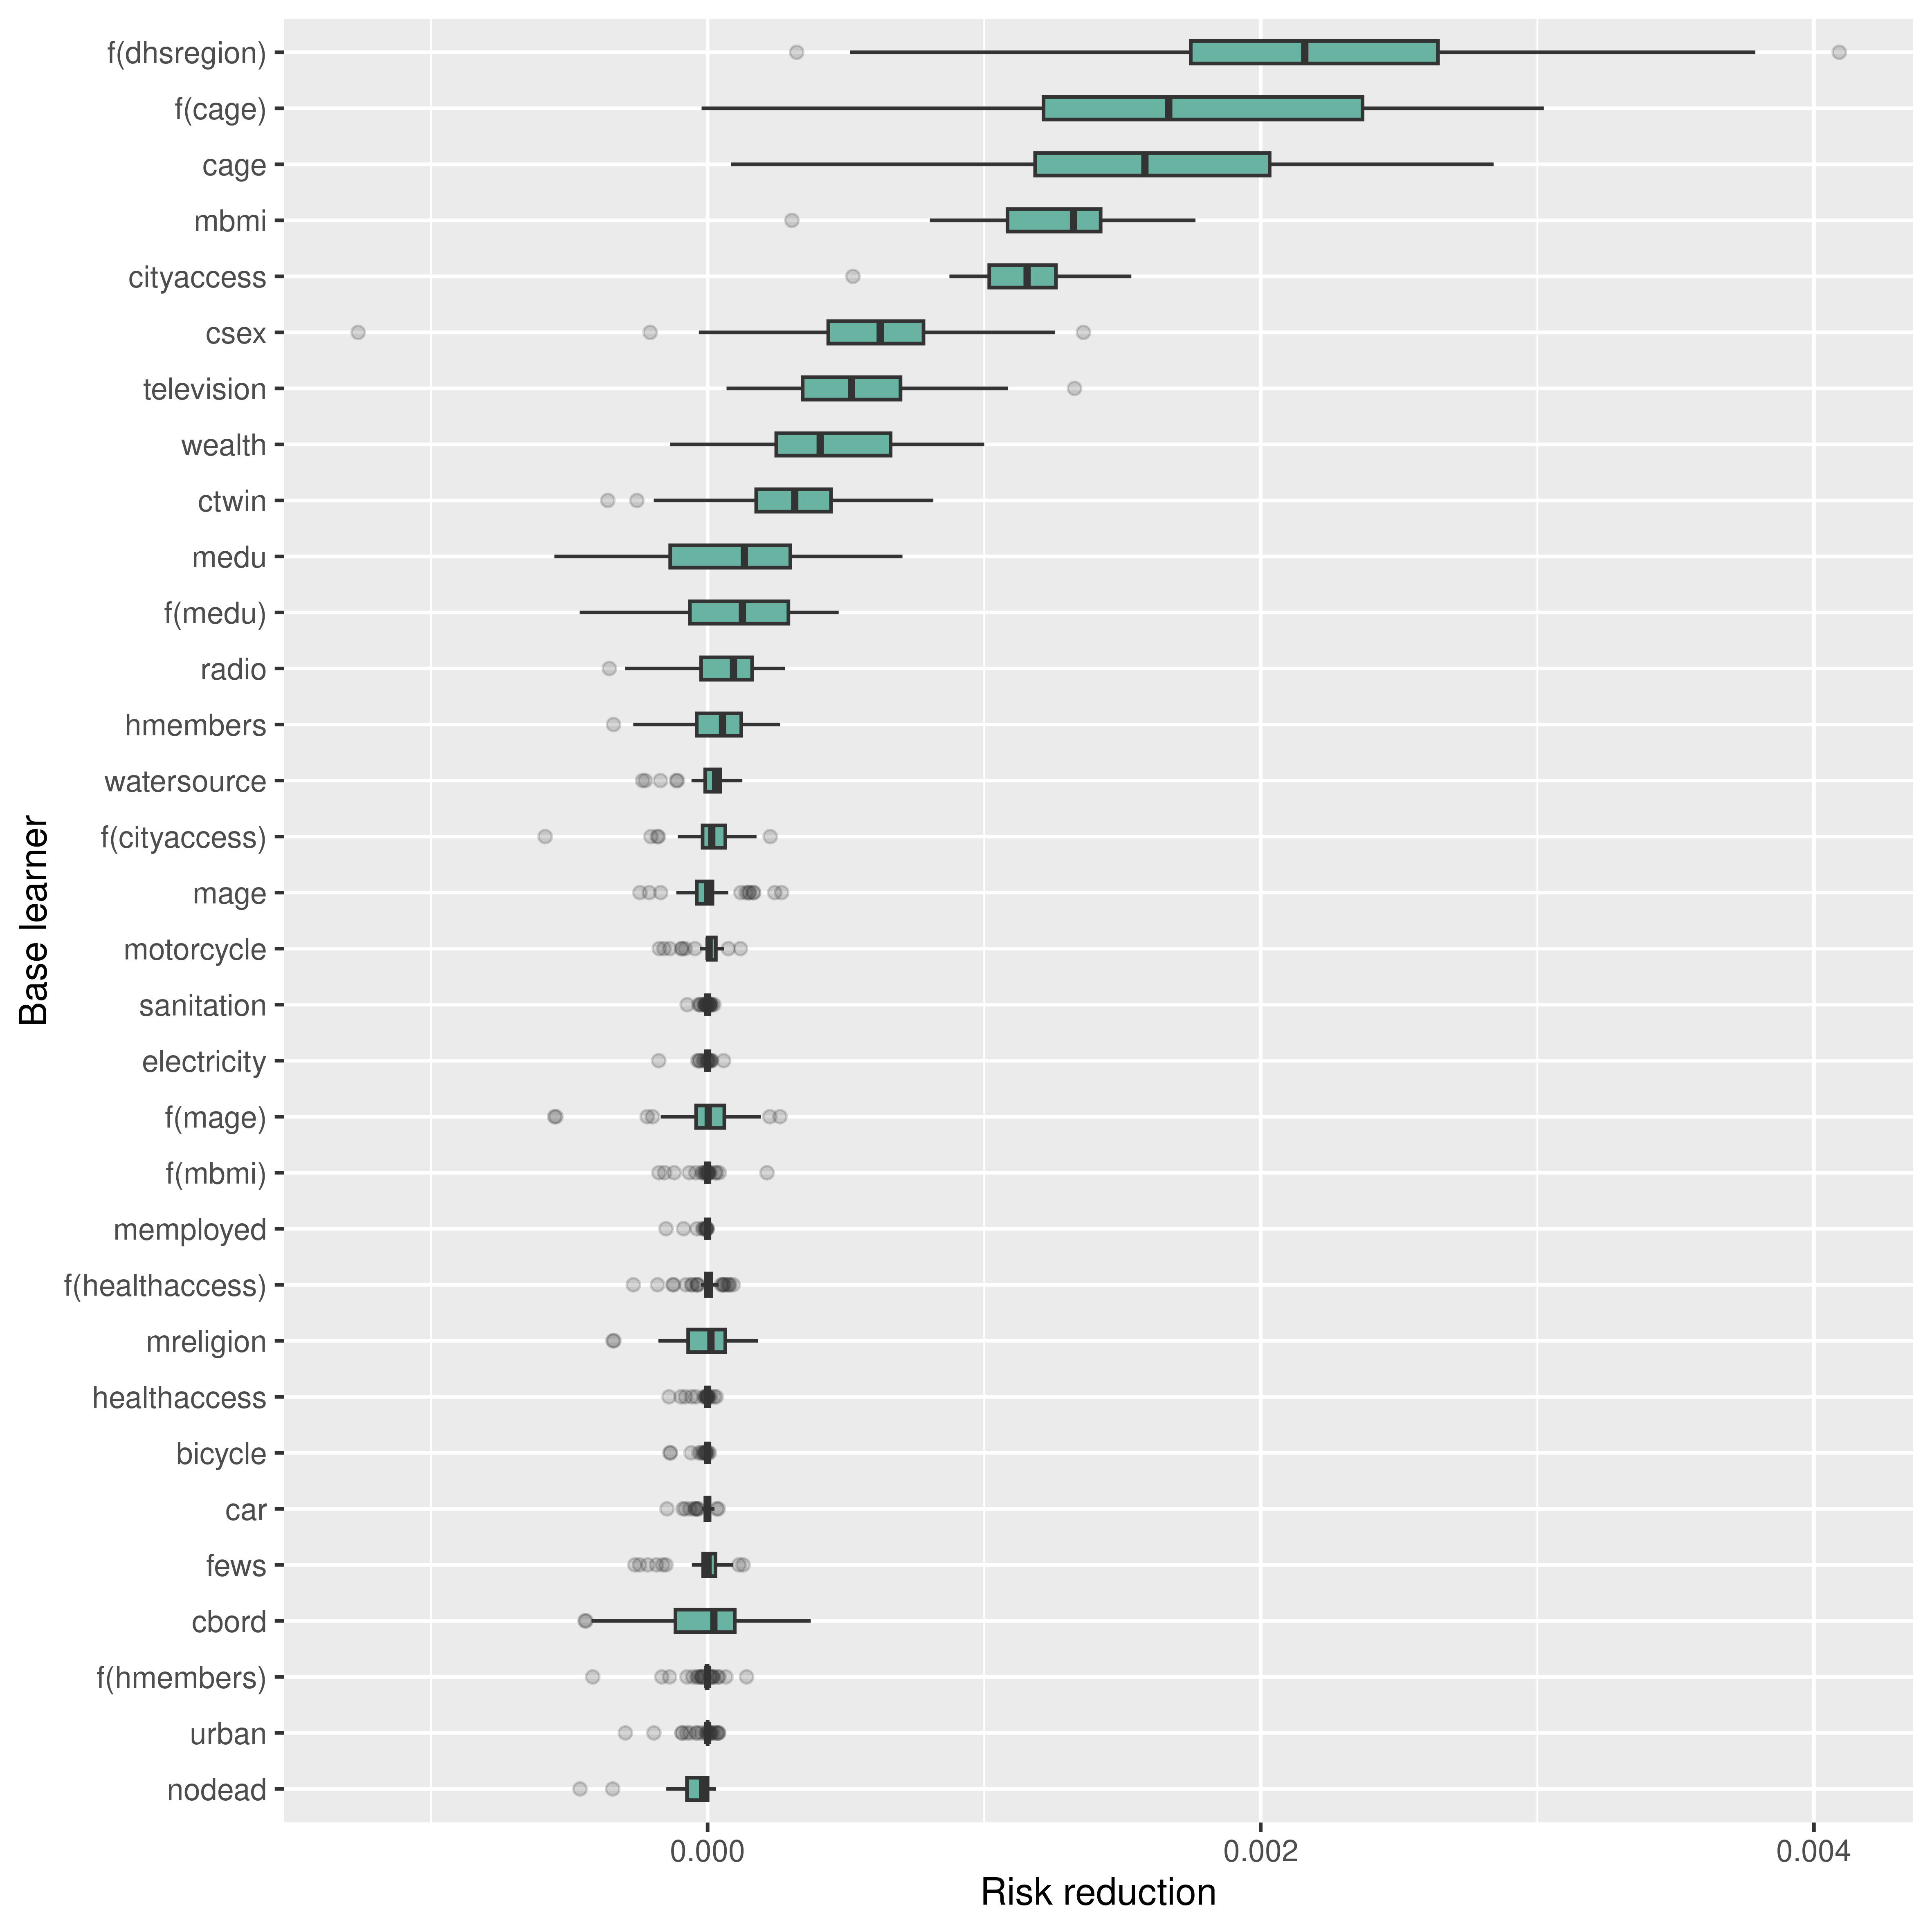 f(dhsregion)
f(cage)
cage
mbmi
cityaccess
csex
television
wealth
ctwin
medu
f(medu)
radio
hmembers
watersource
f(cityaccess)
mage
motorcycle
sanitation
electricity
f(mage)
f(mbmi)
memployed
f(healthaccess)
mreligion
healthaccess
bicycle
car
fews
cbord
f(hmembers)
urban
nodead
Base learner
0.000 0.002 0.004
Risk reduction